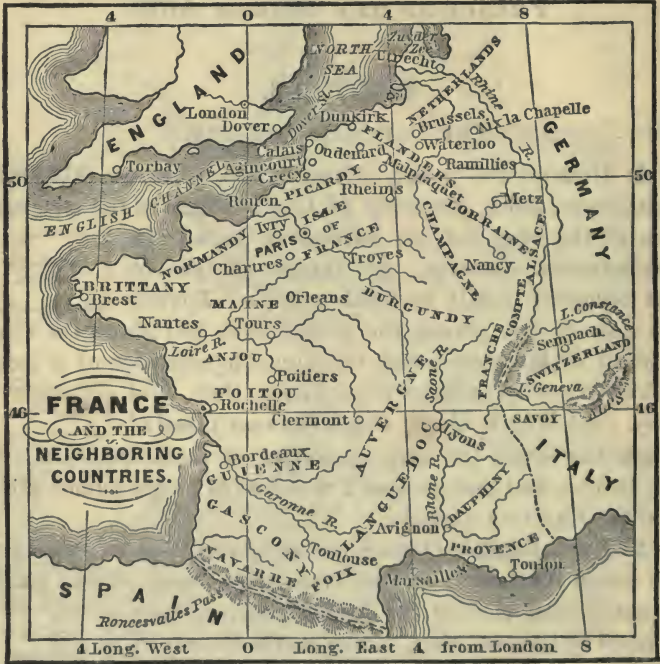 4 0 4 8
NORTH
SEA
Zuyder
Zee
Utrecht
NETHERLANDS
Rhine
R.
ENGLAND
London
Dover
Dover St.
Dunkirk
FLANDERS
Brussels
Aix la Chapelle
Waterloo
GERMANY
Torbay
Calais
Oudenard
Agincourt
Ramillies
Malplaquet
Crecy
50
50
ENGLISH CHANNEL
PICARDY
Rheims
Rouen
Metz
LORRAINE
Ivry
ISLE
OF
FRANCE
PARIS
NORMANDY
CHAMPAGNE
ALSACE
Chartres
Troyes
Nancy
BRITTANY
Brest
MAINE
Orleans
BURGUNDY
L. Constance
Nantes
Tours
Sempach
SWITZERLAND
Loire R.
ANJOU
Saone R.
FRANCHE COMPTE
L. Geneva
ALPS
Poitiers
POITOU
Rochelle
46
46
FRANCE
AND THE
NEIGHBORING
COUNTRIES.
Clermont
AUVERGNE
SAVOY
Lyons
ITALY
Bordeaux
GUIENNE
LANGUEDOC
Rhone R.
DAUPHINY
Garonne R.
GASCONY
Avignon
Toulouse
PROVENCE
NAVARRE
FOIX
Marsailles
Toulon
SPAIN
Roncesvalles Pass
4 Long. West 0 Long. East 4 from London 8